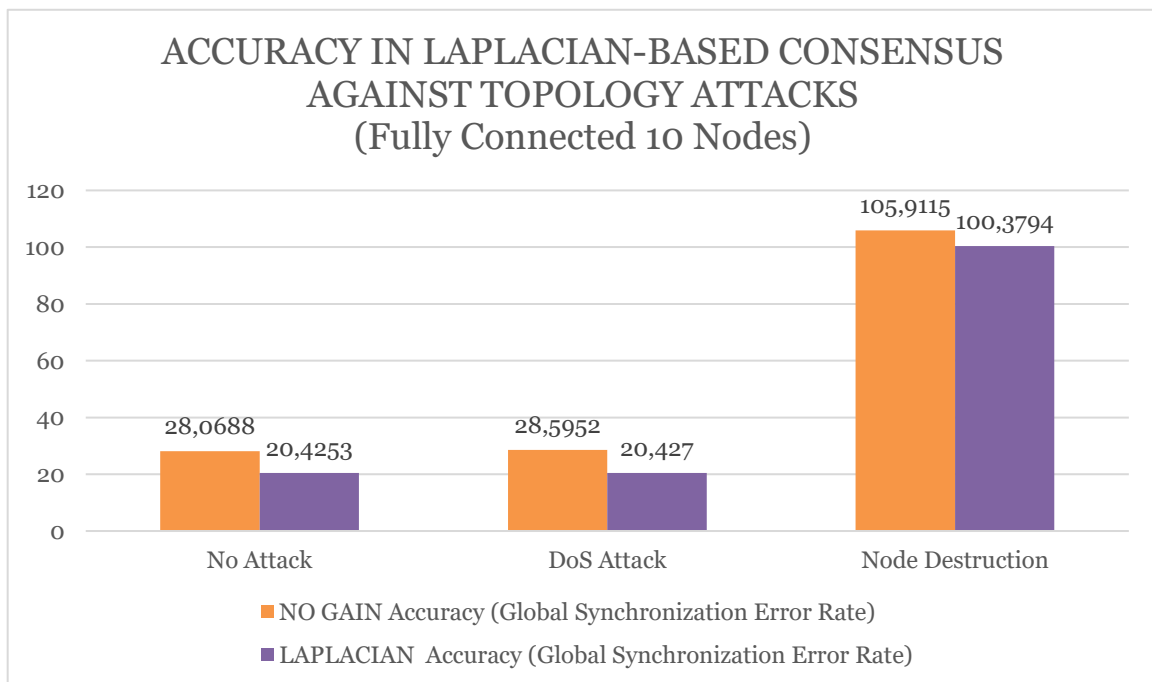 ACCURACY IN LAPLACIAN-BASED CONSENSUS
AGAINST TOPOLOGY ATTACKS
(Fully Connected 10 Nodes)
120
100
80
60
40
20
0
28,0688
20,4253
28,5952
20,427
105,9115
100,3794
No Attack
DoS Attack
Node Destruction
NO GAIN Accuracy (Global Synchronization Error Rate)
LAPLACIAN Accuracy (Global Synchronization Error Rate)